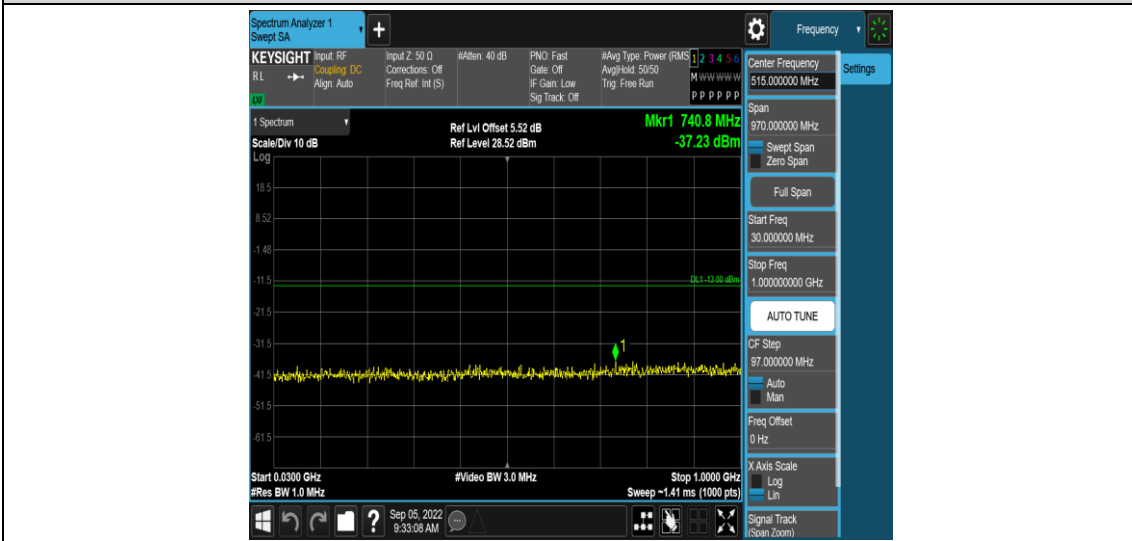 Spectrum Analyzer 1
Swept SA
+
Frequency
KEYSIGHT
RL
LXI
Input: RF
Coupling: DC
Align: Auto
Input Z: 50 Ω
Corrections: Off
Freq Ref: Int (S)
#Atten: 40 dB
PNO: Fast
Gate: Off
IF Gain: Low
Sig Track: Off
#Avg Type: Power (RMS
Avg|Hold: 50/50
Trig: Free Run
1 2 3 4 5 6
M W W W W W
P P P P P P
Center Frequency
515.000000 MHz
Settings
Span
970.000000 MHz
Swept Span
Zero Span
Full Span
Start Freq
30.000000 MHz
Stop Freq
1.000000000 GHz
AUTO TUNE
CF Step
97.000000 MHz
Auto
Man
Freq Offset
0 Hz
X Axis Scale
Log
Lin
Signal Track
(Span Zoom)
1 Spectrum
Scale/Div 10 dB
Log
Ref Lvl Offset 5.52 dB
Ref Level 28.52 dBm
Mkr1 740.8 MHz
-37.23 dBm
18.5
8.52
-1.48
-11.5
DL1 -13.00 dBm
-21.5
-31.5
1
-41.5
-51.5
-61.5
Start 0.0300 GHz
#Video BW 3.0 MHz
Stop 1.0000 GHz
#Res BW 1.0 MHz
Sweep ~1.41 ms (1000 pts)
?
Sep 05, 2022
9:33:08 AM